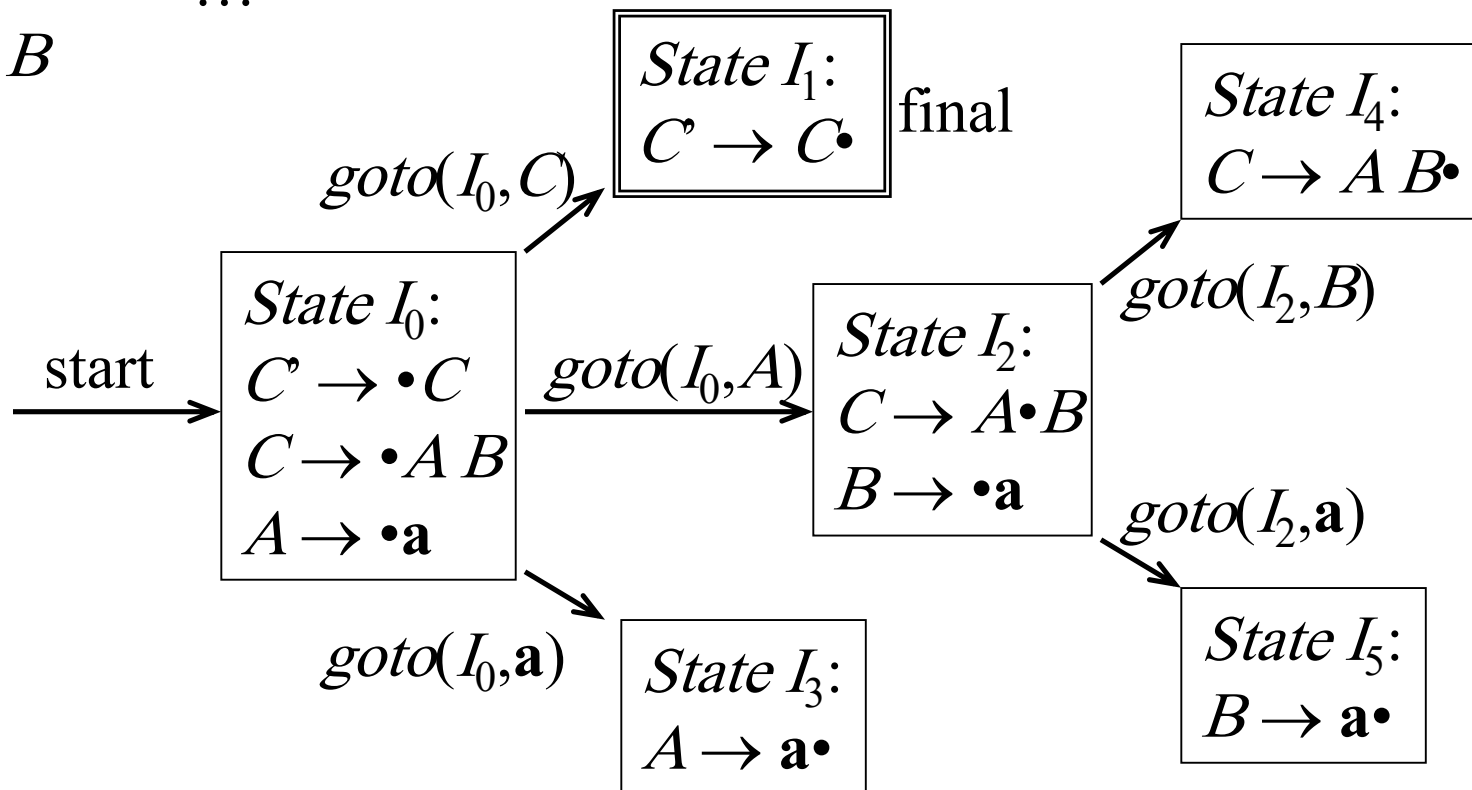 …
B
State I₁:
C’ → C•
final
State I₄:
C → A B•
goto(I₀,C)
goto(I₂,B)
start
State I₀:
C’ → •C
C → •A B
A → •a
goto(I₀,A)
State I₂:
C → A•B
B → •a
goto(I₂,a)
goto(I₀,a)
State I₃:
A → a•
State I₅:
B → a•